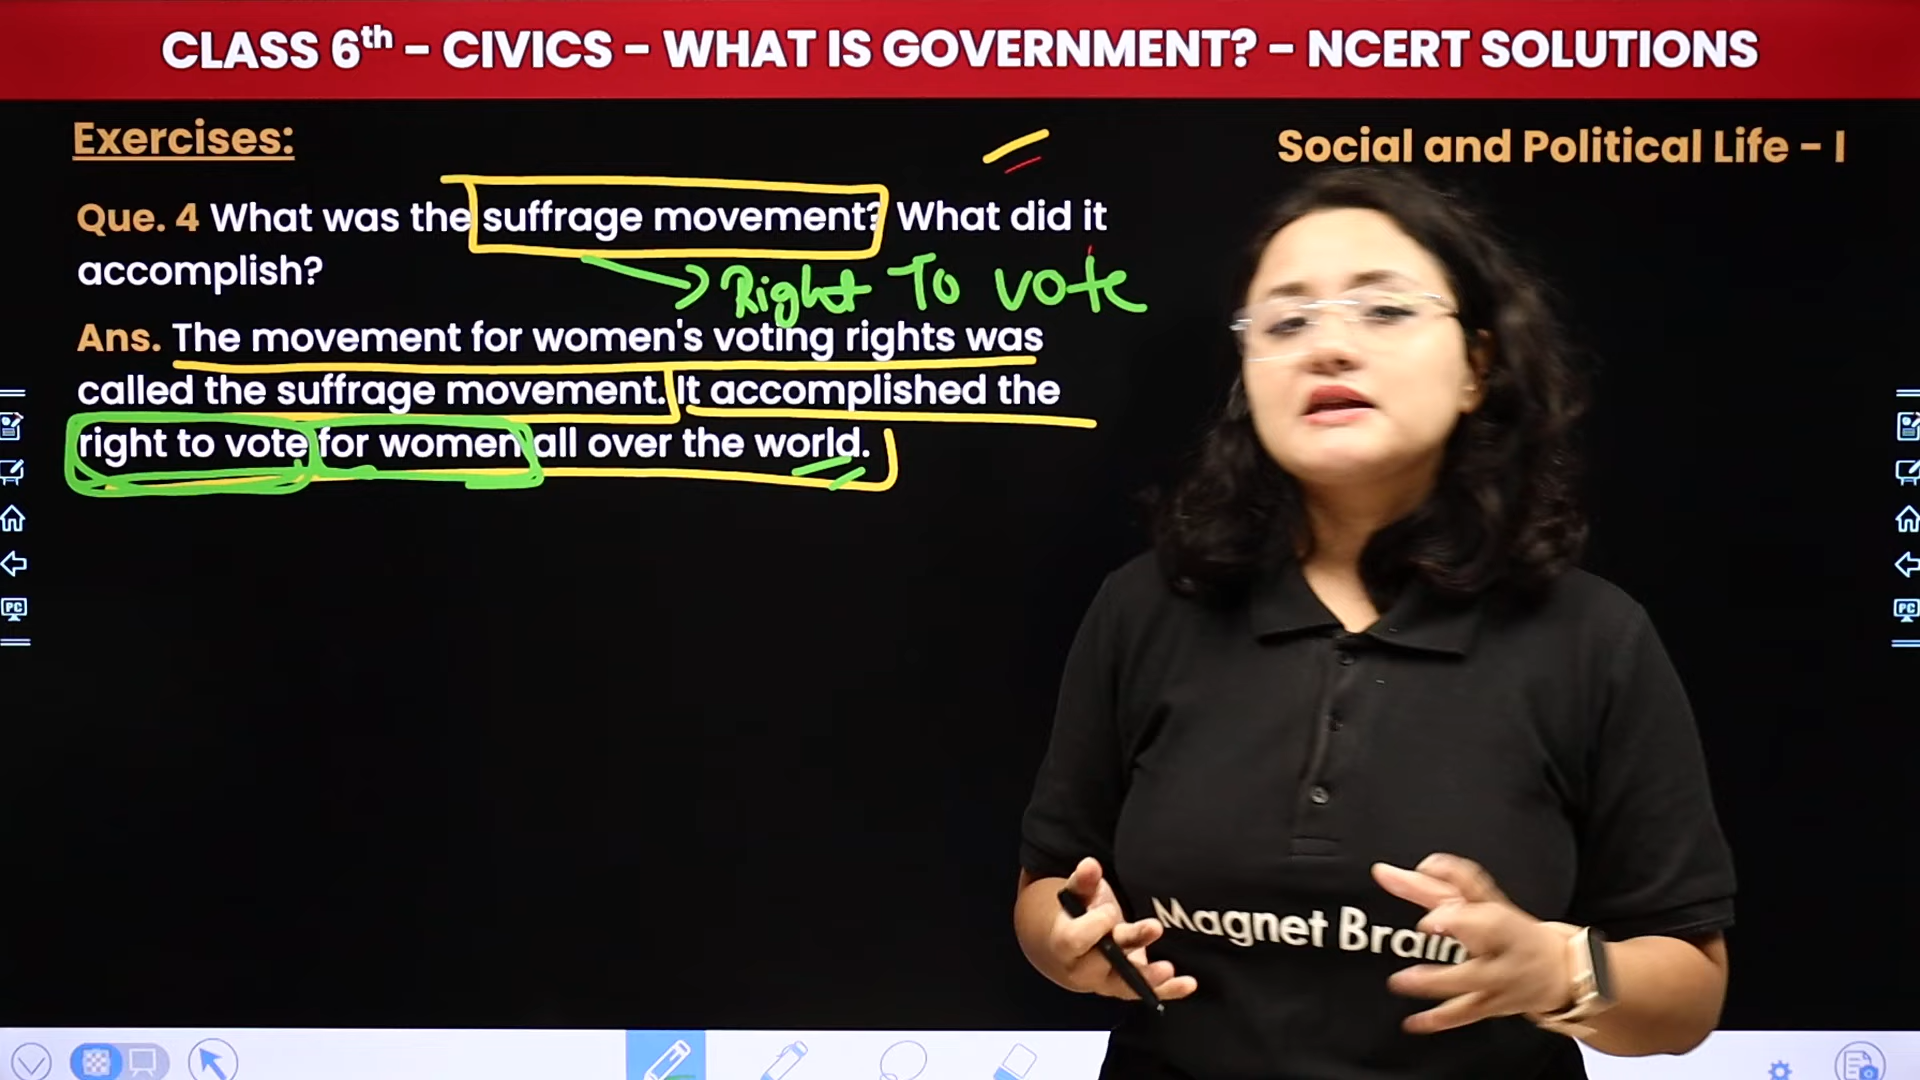 CLASS 6th – CIVICS – WHAT IS GOVERNMENT? – NCERT SOLUTIONS
Exercises:
Social and Political Life – I
Que. 4 What was the suffrage movement? What did it
accomplish?
Right To vote
Ans. The movement for women's voting rights was
called the suffrage movement. It accomplished the
right to vote for women all over the world.
Magnet Brain
PC
PC